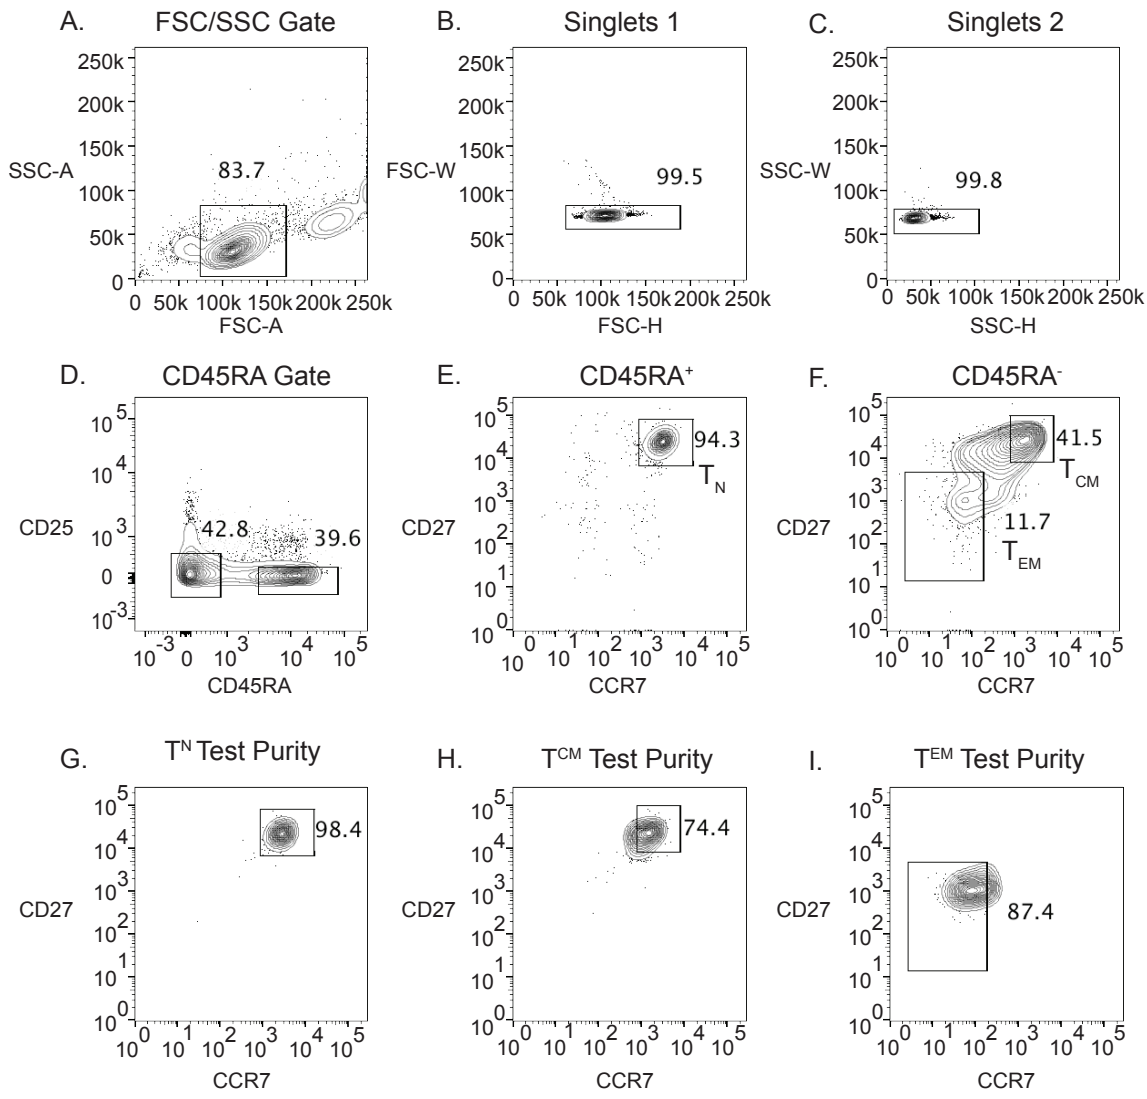 A. FSC/SSC Gate
250k
200k
150k
100k
50k
0
SSC-A
83.7
0 50k 100k 150k 200k 250k
FSC-A
B. Singlets 1
250k
200k
150k
100k
50k
0
FSC-W
99.5
0 50k 100k 150k 200k 250k
FSC-H
C. Singlets 2
250k
200k
150k
100k
50k
0
SSC-W
99.8
0 50k 100k 150k 200k 250k
SSC-H
D. CD45RA Gate
10^5
10^4
10^3
0
10^-3
CD25
42.8
39.6
10^-3 0 10^3 10^4 10^5
CD45RA
E. CD45RA⁺
10^5
10^4
10^3
10^2
10^1
10^0
CD27
94.3
T_N
10^0 10^1 10^2 10^3 10^4 10^5
CCR7
F. CD45RA⁻
10^5
10^4
10^3
10^2
10^1
10^0
CD27
41.5
T_CM
11.7
T_EM
10^0 10^1 10^2 10^3 10^4 10^5
CCR7
G. T^N Test Purity
10^5
10^4
10^3
10^2
10^1
10^0
CD27
98.4
10^0 10^1 10^2 10^3 10^4 10^5
CCR7
H. T^CM Test Purity
10^5
10^4
10^3
10^2
10^1
10^0
CD27
74.4
10^0 10^1 10^2 10^3 10^4 10^5
CCR7
I. T^EM Test Purity
10^5
10^4
10^3
10^2
10^1
10^0
CD27
87.4
10^0 10^1 10^2 10^3 10^4 10^5
CCR7